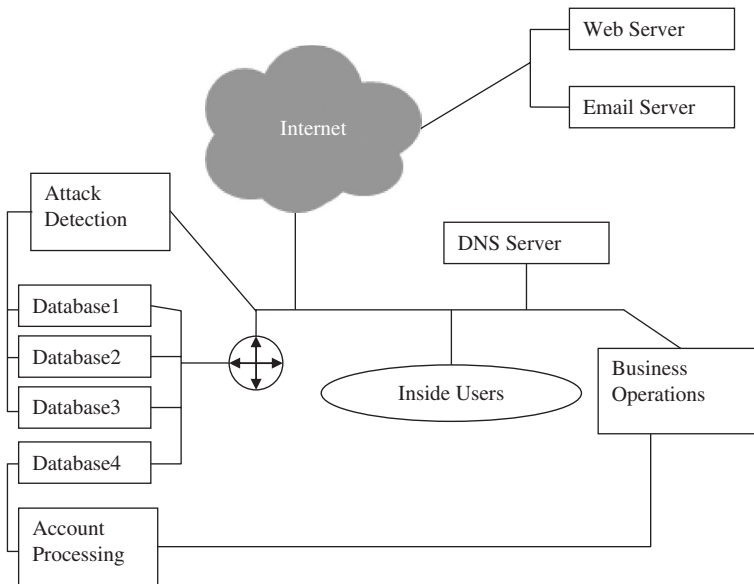 Web Server
Email Server
Internet
Attack
Detection
DNS Server
Database1
Database2
Database3
Database4
Inside Users
Business
Operations
Account
Processing